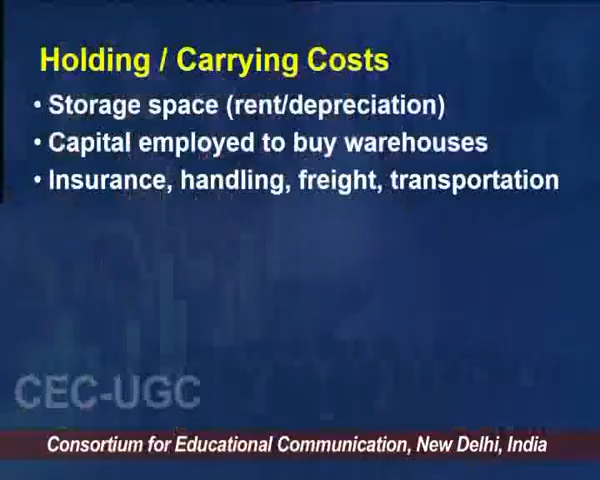 Holding / Carrying Costs
• Storage space (rent/depreciation)
• Capital employed to buy warehouses
• Insurance, handling, freight, transportation
CEC-UGC
Consortium for Educational Communication, New Delhi, India